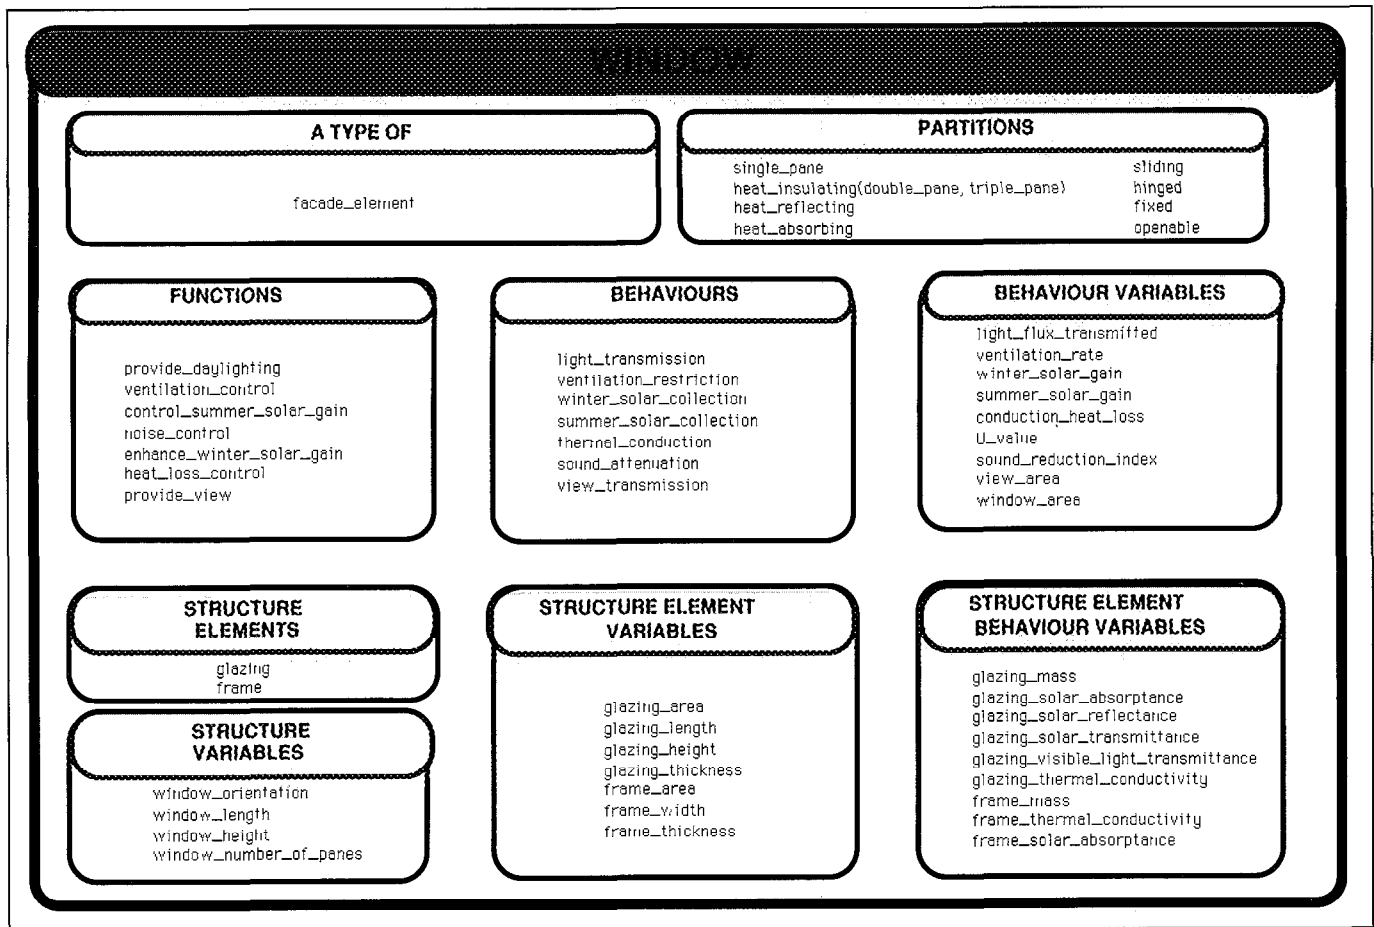 WINDOW
A TYPE OF
facade_element
PARTITIONS
single_pane
heat_insulating(double_pane, triple_pane)
heat_reflecting
heat_absorbing
sliding
hinged
fixed
openable
FUNCTIONS
provide_daylighting
ventilation_control
control_summer_solar_gain
noise_control
enhance_winter_solar_gain
heat_loss_control
provide_view
BEHAVIOURS
light_transmission
ventilation_restriction
winter_solar_collection
summer_solar_collection
thermal_conduction
sound_attenuation
view_transmission
BEHAVIOUR VARIABLES
light_flux_transmitted
ventilation_rate
winter_solar_gain
summer_solar_gain
conduction_heat_loss
U_value
sound_reduction_index
view_area
window_area
STRUCTURE
ELEMENTS
glazing
frame
STRUCTURE
VARIABLES
window_orientation
window_length
window_height
window_number_of_panes
STRUCTURE ELEMENT
VARIABLES
glazing_area
glazing_length
glazing_height
glazing_thickness
frame_area
frame_width
frame_thickness
STRUCTURE ELEMENT
BEHAVIOUR VARIABLES
glazing_mass
glazing_solar_absorptance
glazing_solar_reflectance
glazing_solar_transmittance
glazing_visible_light_transmittance
glazing_thermal_conductivity
frame_mass
frame_thermal_conductivity
frame_solar_absorptance